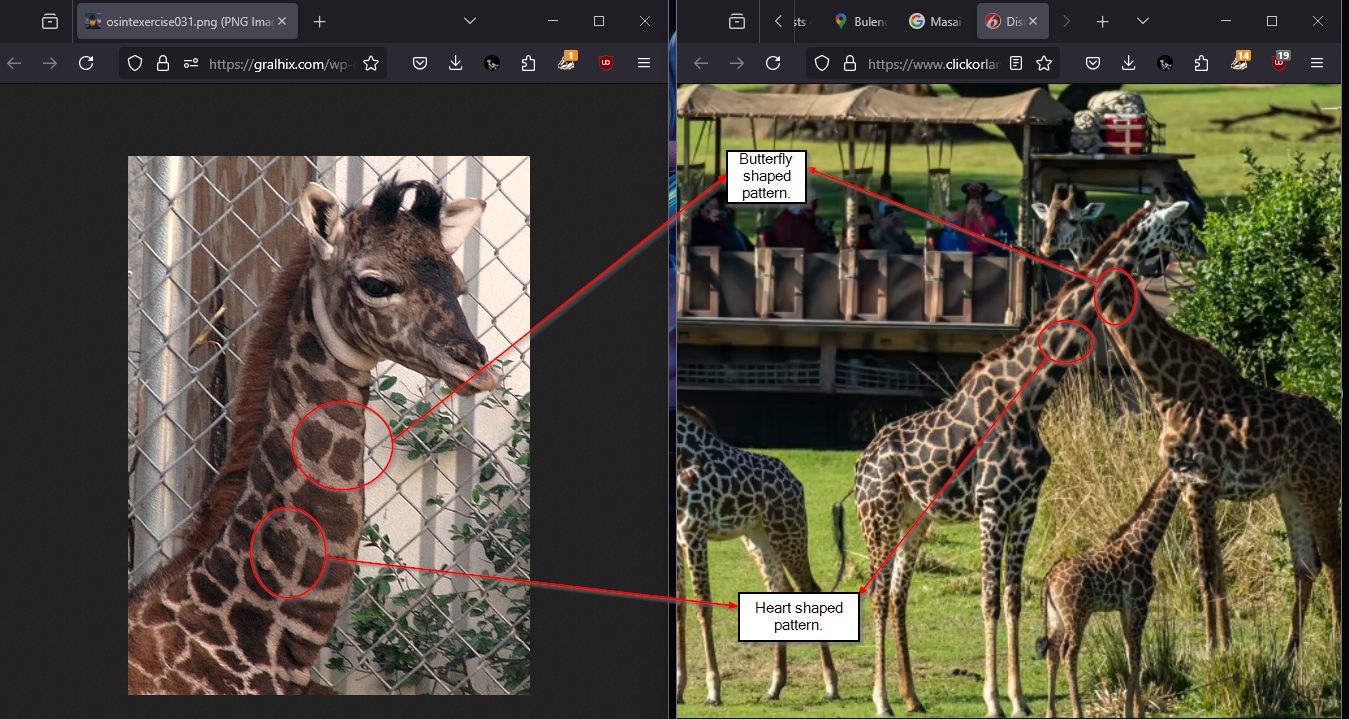 osintexercise031.png (PNG Imag
sts
Buleng
Masai
Dis
1
https://gralhix.com/wp-c
14
19
https://www.clickorlan
Butterfly
shaped
pattern.
Heart shaped
pattern.